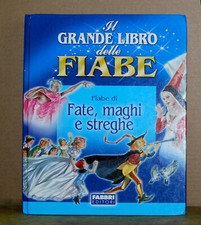 Il
GRANDE LIBRO
delle
FIABE
Fiabe di
Fate, maghi
e streghe
FABBRI
EDITORI